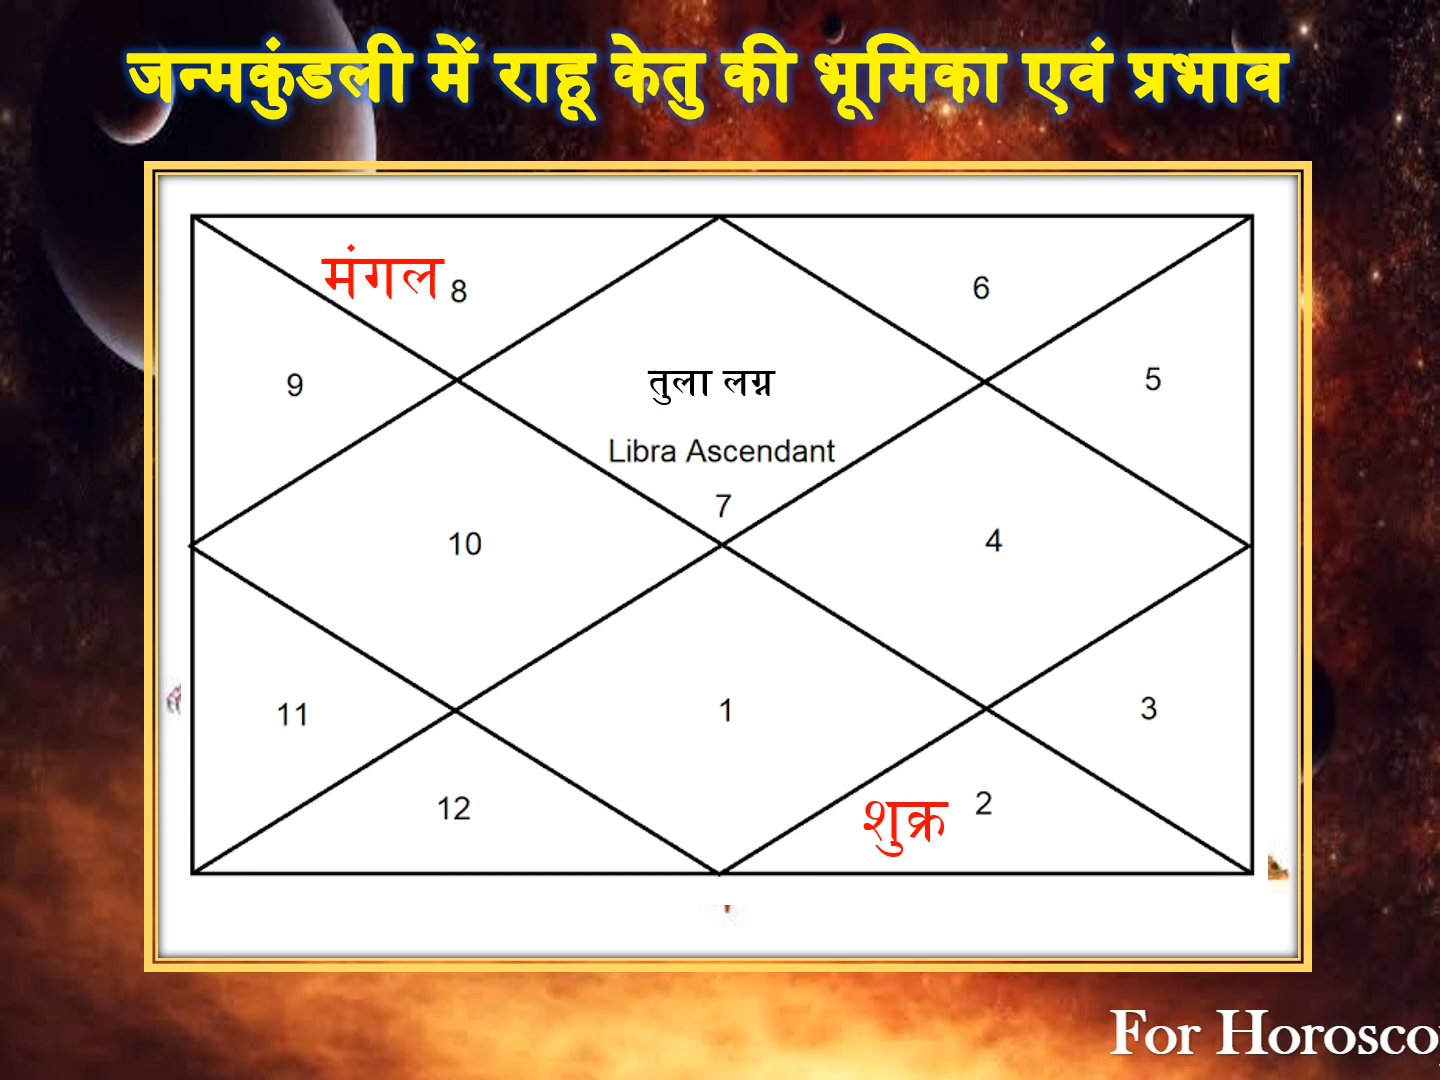 जन्मकुंडली में राहू केतु की भूमिका एवं प्रभाव
मंगल 8
6
9
तुला लग्न
5
Libra Ascendant
7
10
4
11
1
3
12
शुक्र 2
For Horosco